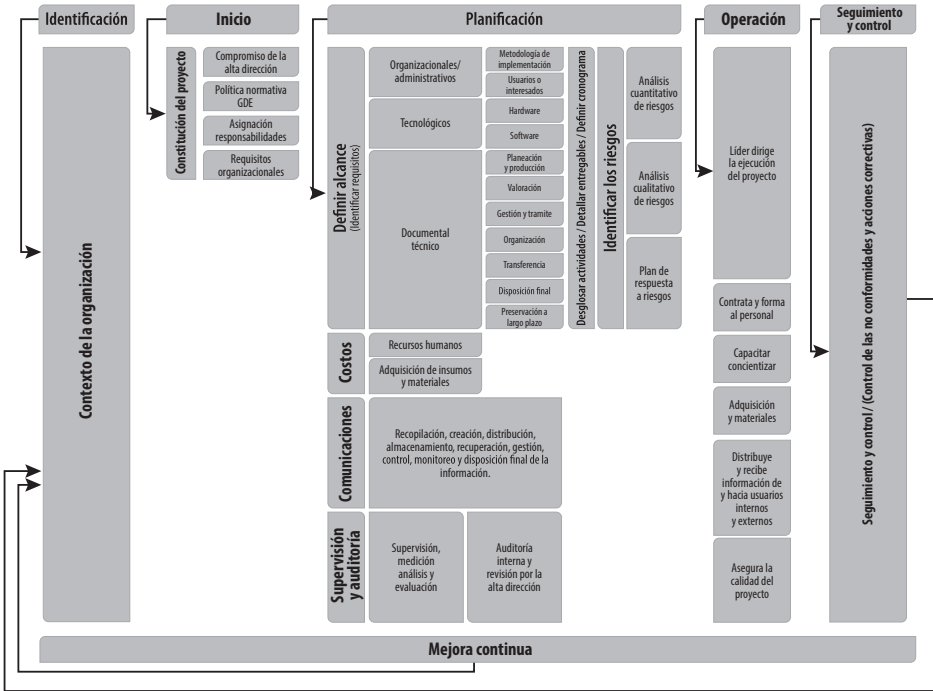 Identificación
Contexto de la organización
Inicio
Constitución del proyecto
Compromiso de la
alta dirección
Política normativa
GDE
Asignación
responsabilidades
Requisitos
organizacionales
Planificación
Definir alcance
(Identificar requisitos)
Organizacionales/
administrativos
Metodología de
implementación
Usuarios o
interesados
Tecnológicos
Hardware
Software
Documental
técnico
Planeación
y producción
Valoración
Gestión y tramite
Organización
Transferencia
Disposición final
Preservación a
largo plazo
Desglosar actividades / Detallar entregables / Definir cronograma
Identificar los riesgos
Análisis
cuantitativo
de riesgos
Análisis
cualitativo
de riesgos
Plan de
respuesta
a riesgos
Costos
Recursos humanos
Adquisición de insumos
y materiales
Comunicaciones
Recopilación, creación, distribución,
almacenamiento, recuperación, gestión,
control, monitoreo y disposición final de la
información.
Supervisión
y auditoría
Supervisión,
medición
análisis y
evaluación
Auditoría
interna y
revisión por la
alta dirección
Operación
Líder dirige
la ejecución
del proyecto
Contrata y forma
al personal
Capacitar
concientizar
Adquisición
y materiales
Distribuye
y recibe
información de
y hacia usuarios
internos
y externos
Asegura la
calidad del
proyecto
Seguimiento
y control
Seguimiento y control / (Control de las no conformidades y acciones correctivas)
Mejora continua